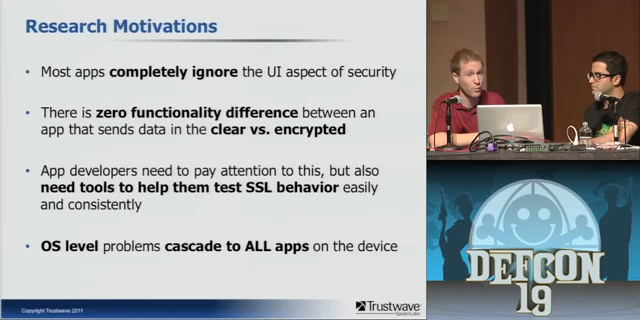 Research Motivations
• Most apps completely ignore the UI aspect of security
• There is zero functionality difference between an
app that sends data in the clear vs. encrypted
• App developers need to pay attention to this, but also
need tools to help them test SSL behavior easily
and consistently
• OS level problems cascade to ALL apps on the device
Copyright Trustwave 2011
Trustwave
SpiderLabs
DEFCON
19